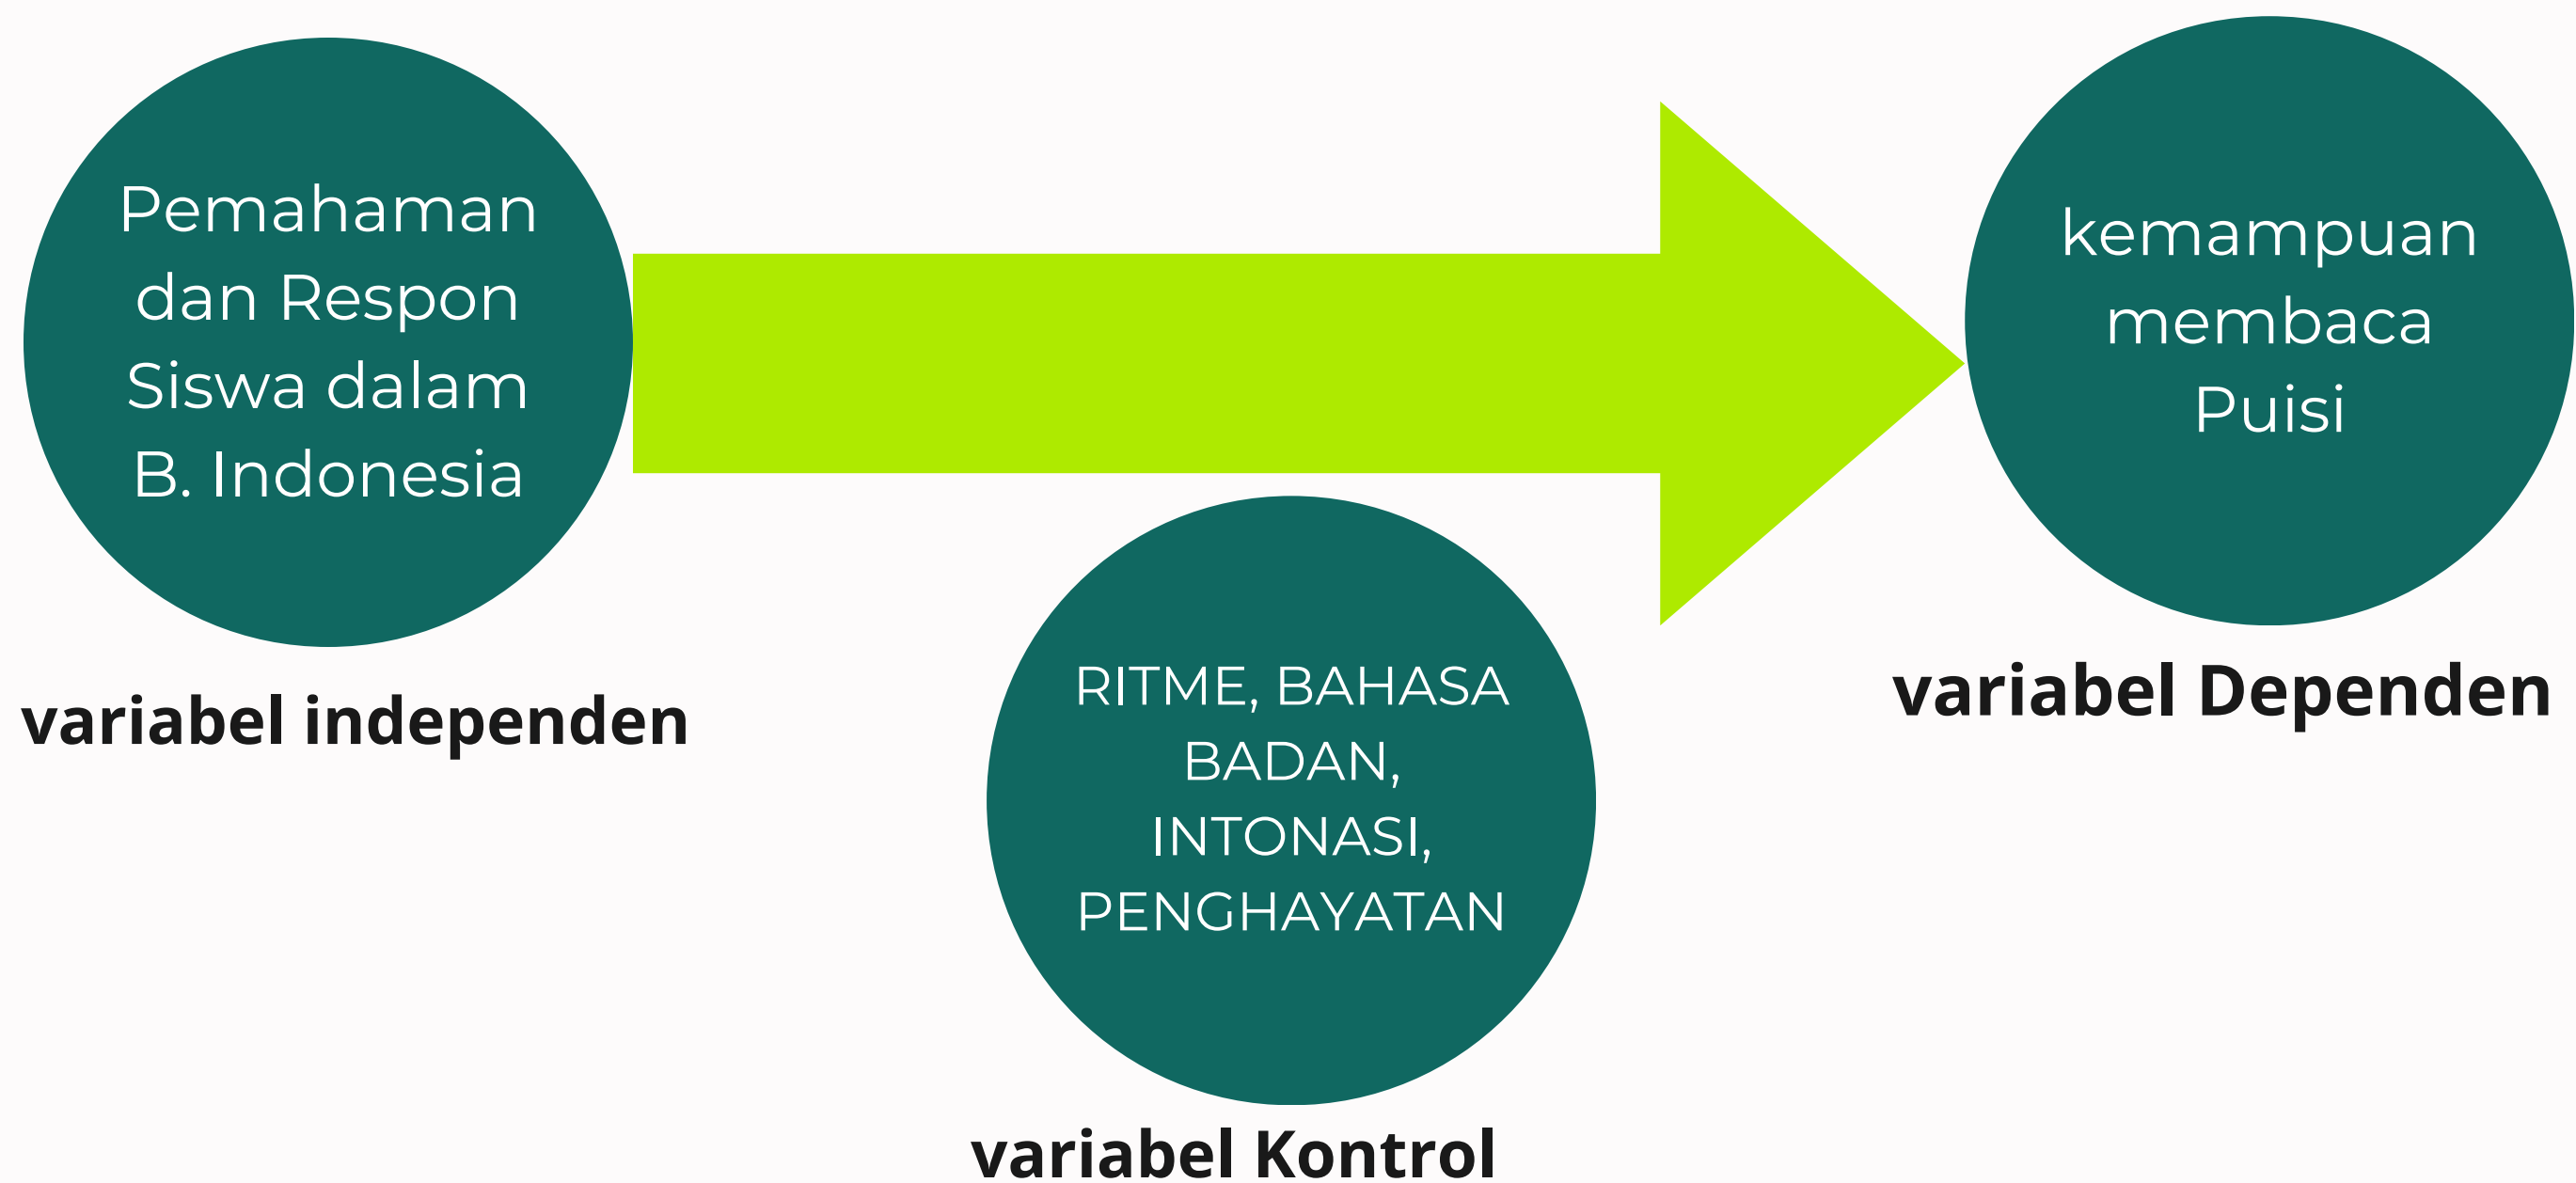 Pemahaman
dan Respon
Siswa dalam
B. Indonesia
variabel independen
kemampuan
membaca
Puisi
variabel Dependen
RITME, BAHASA
BADAN,
INTONASI,
PENGHAYATAN
variabel Kontrol